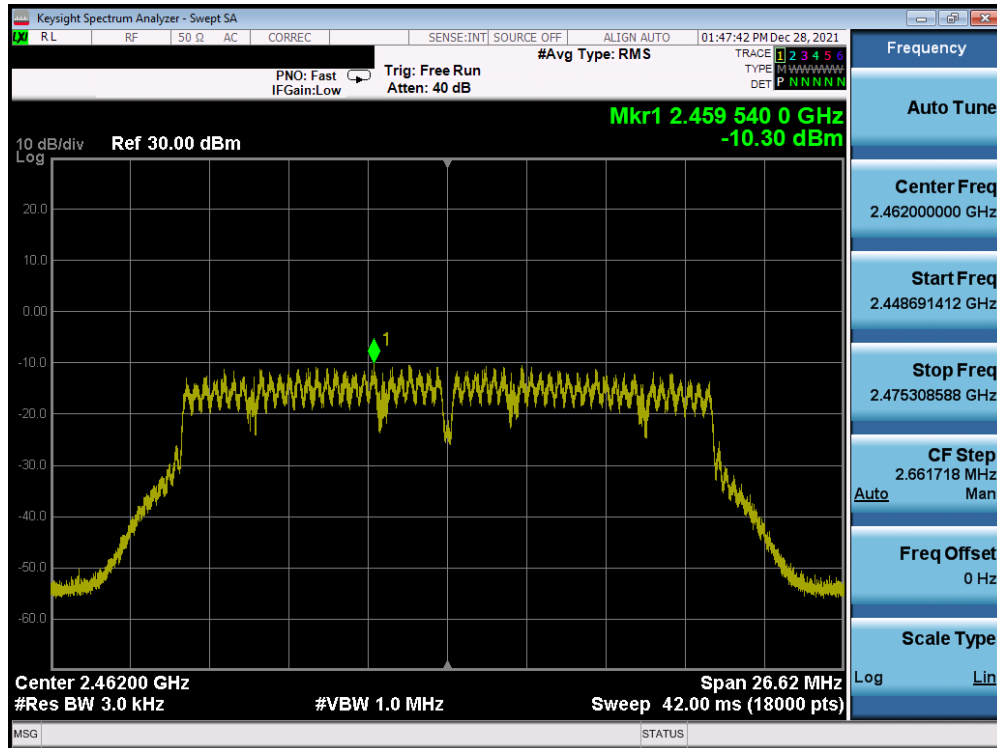 Keysight Spectrum Analyzer - Swept SA
LXI RL RF 50 Ω AC CORREC SENSE:INT SOURCE OFF ALIGN AUTO 01:47:42 PM Dec 28, 2021
#Avg Type: RMS
TRACE 1 2 3 4 5 6
TYPE M W W W W W
DET P N N N N N
PNO: Fast
IFGain:Low
Trig: Free Run
Atten: 40 dB
Mkr1 2.459 540 0 GHz
-10.30 dBm
10 dB/div
Log
Ref 30.00 dBm
20.0
10.0
0.00
-10.0
-20.0
-30.0
-40.0
-50.0
-60.0
1
Center 2.46200 GHz
Span 26.62 MHz
#Res BW 3.0 kHz
#VBW 1.0 MHz
Sweep 42.00 ms (18000 pts)
MSG
STATUS
Frequency
Auto Tune
Center Freq
2.462000000 GHz
Start Freq
2.448691412 GHz
Stop Freq
2.475308588 GHz
CF Step
2.661718 MHz
Auto Man
Freq Offset
0 Hz
Scale Type
Log Lin